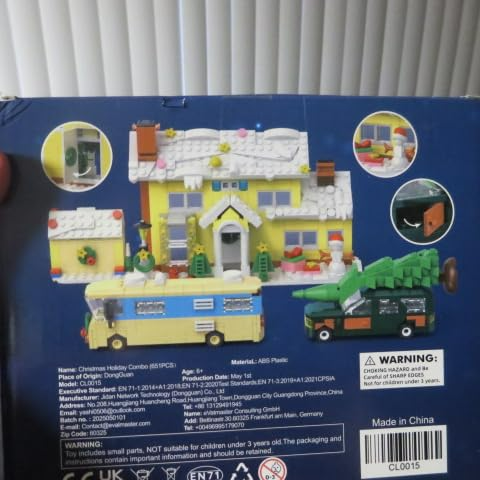 Name: Christmas Holiday Combo (651PCS)
Material: ABS Plastic
Place of Origin: DongGuan
Age: 6+
Model: CL0015
Production Date: May 1st
Executive Standard: EN 71-1:2014+A1:2018,EN 71-2:2020Test Standards,EN 71-3:2019+A1:2021CPSIA
Manufacturer: Jidan Network Technology (Dongguan) Co., Ltd
Address: No.208,Huangjiang Huancheng Road,Huangjiang Town,Dongguan City Guangdong Province,China
Tel: +86 13129491945
Email: yash0506@outlook.com
Batch no.: 2025050101
Name: eVatmaster Consulting GmbH
Add: Bettinastr.30,60325 Frankfurt am Main, Germany
E-mail: Contact@evatmaster.com
Tel: +004969995179070
Zip Code: 60325
WARNING:
CHOKING HAZARD and Be
Careful of SHARP EDGES
Not for children under 3 years.
Made in China
CL0015
WARNING:
Toy includes small parts, NOT suitable for children under 3 years old.The packaging and
instructions contain important information and should be retained.
CE UK EN71 0-3